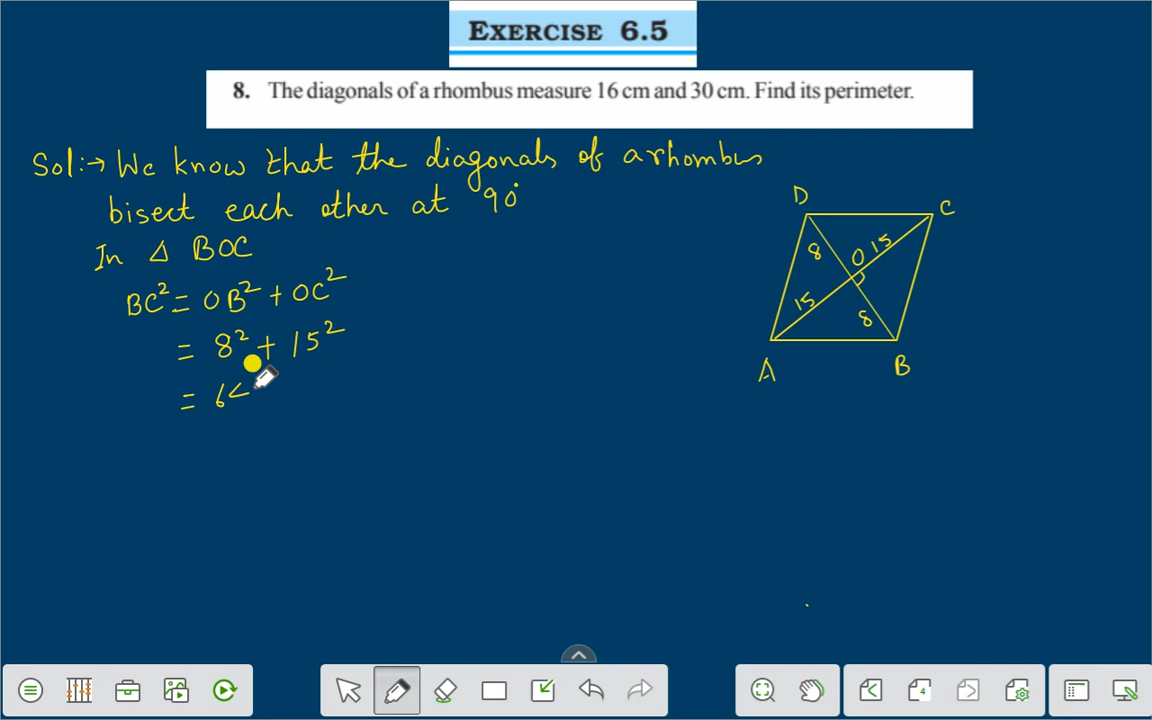 EXERCISE 6.5
8. The diagonals of a rhombus measure 16 cm and 30 cm. Find its perimeter.
Sol:→ We know that the diagonals of a rhombus
bisect each other at 90°
In △ BOC
BC² = OB² + OC²
= 8² + 15²
= 64
D
C
8
O
15
15
8
A
B
4